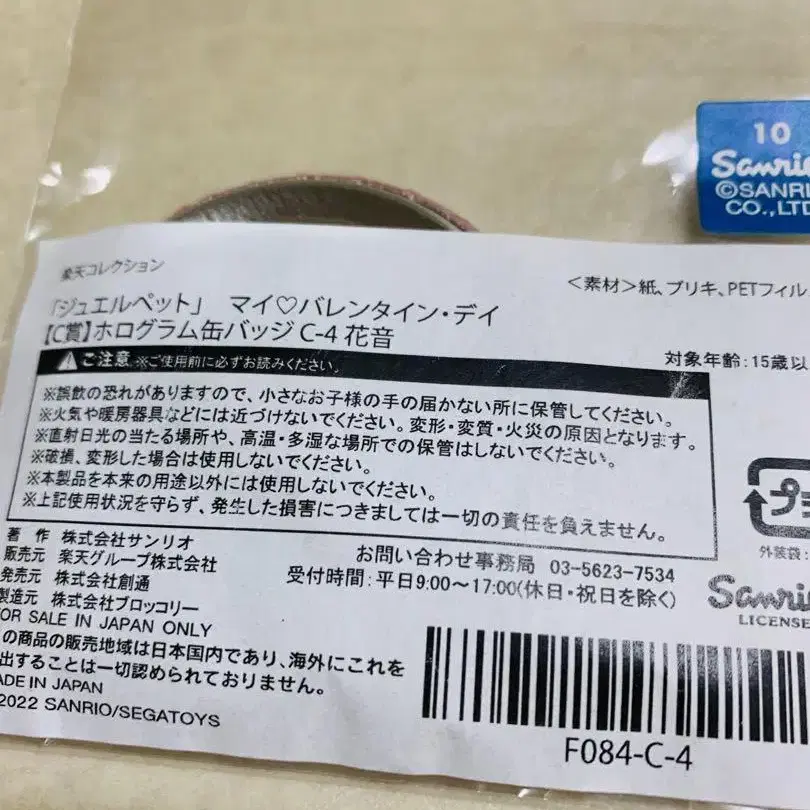 10
Sanrio
©SANRI
CO.,LTD
楽天コレクション
「ジュエルペット」 マイ♡バレンタイン・デイ
【C賞】ホログラム缶バッジ C-4 花音
<素材>紙、ブリキ、PETフィル
対象年齢:15歳以
ご注意 ※ご使用前に必ずお読みください。
※誤飲の恐れがありますので、小さなお子様の手の届かない所に保管してください。
※火気や暖房器具などには近づけないでください。変形・変質・火災の原因となります。
※直射日光の当たる場所や、高温・多湿な場所での保管はしないでください。
※破損、変形した場合は使用しないでください。
※本製品を本来の用途以外には使用しないでください。
※上記使用状況を守らず、発生した損害につきましては一切の責任を負えません。
プラ
外装袋:
著 作 株式会社サンリオ
販売元 楽天グループ株式会社
発売元 株式会社創通
製造元 株式会社ブロッコリー
FOR SALE IN JAPAN ONLY
の商品の販売地域は日本国内であり、海外にこれを
出することは一切認められておりません。
ADE IN JAPAN
2022 SANRIO/SEGATOYS
お問い合わせ事務局 03-5623-7534
受付時間:平日9:00〜17:00(休日・祝日を除く)
Sanrio
LICENSE
F084-C-4